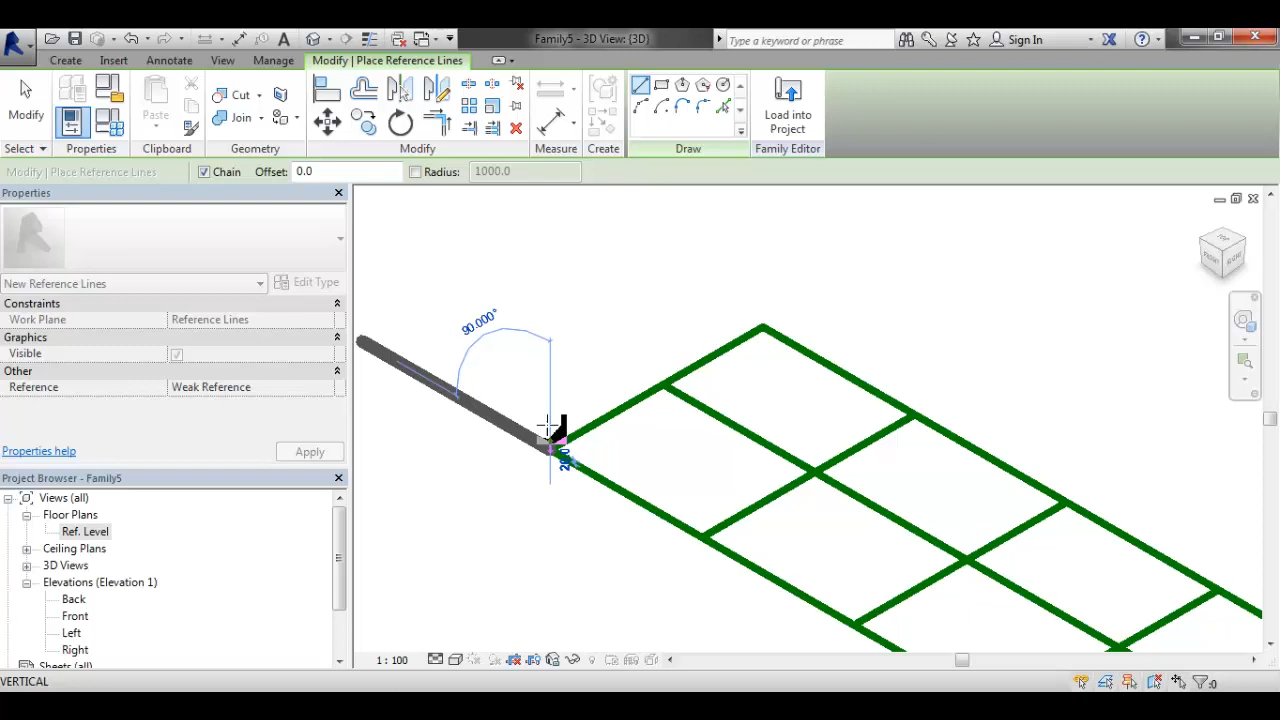 Family5 - 3D View: {3D}
Type a keyword or phrase
Sign In
Create Insert Annotate View Manage Modify | Place Reference Lines
Modify
Paste
Cut
Join
Load into
Project
Select Properties Clipboard Geometry Modify Measure Create Draw Family Editor
Modify | Place Reference Lines
Chain Offset: 0.0 Radius: 1000.0
Properties
New Reference Lines Edit Type
Constraints
Work Plane Reference Lines
Graphics
Visible
Other
Reference Weak Reference
Properties help Apply
Project Browser - Family5
Views (all)
Floor Plans
Ref. Level
Ceiling Plans
3D Views
Elevations (Elevation 1)
Back
Front
Left
Right
Sheets (all)
90.000°
TOP
FRONT
RIGHT
1 : 100
VERTICAL
:0